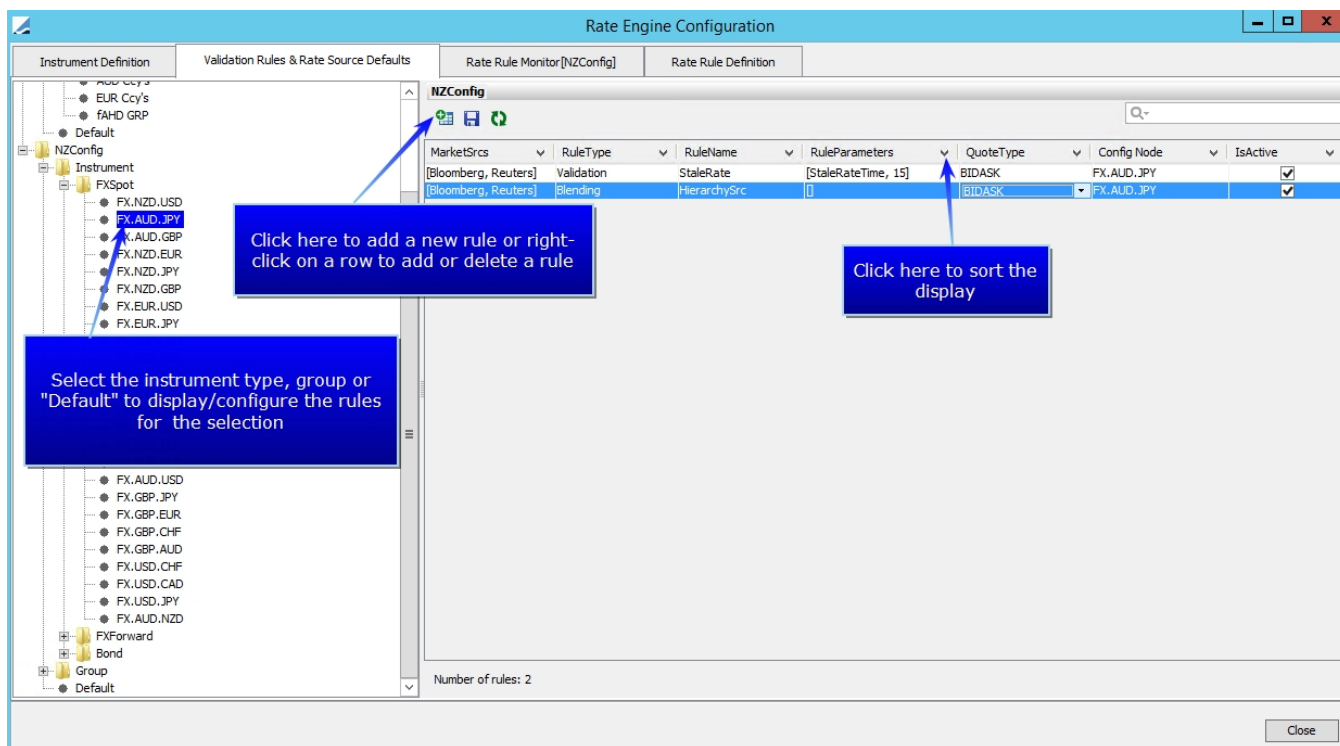 Rate Engine Configuration
Instrument Definition
Validation Rules & Rate Source Defaults
Rate Rule Monitor[NZConfig]
Rate Rule Definition
EUR Ccy's
fAHD GRP
Default
NZConfig
Instrument
FXSpot
FX.NZD.USD
FX.AUD.JPY
FX.AUD.GBP
FX.NZD.EUR
FX.NZD.JPY
FX.NZD.GBP
FX.EUR.USD
FX.EUR.JPY
Select the instrument type, group or
"Default" to display/configure the rules
for the selection
FX.AUD.USD
FX.GBP.JPY
FX.GBP.EUR
FX.GBP.CHF
FX.GBP.AUD
FX.USD.CHF
FX.USD.CAD
FX.USD.JPY
FX.AUD.NZD
FXForward
Bond
Group
Default
NZConfig
MarketSrcs RuleType RuleName RuleParameters QuoteType Config Node IsActive
[Bloomberg, Reuters] Validation StaleRate [StaleRateTime, 15] BIDASK FX.AUD.JPY
[Bloomberg, Reuters] Blending HierarchySrc [] BIDASK FX.AUD.JPY
Click here to add a new rule or right-
click on a row to add or delete a rule
Click here to sort the
display
Number of rules: 2
Close